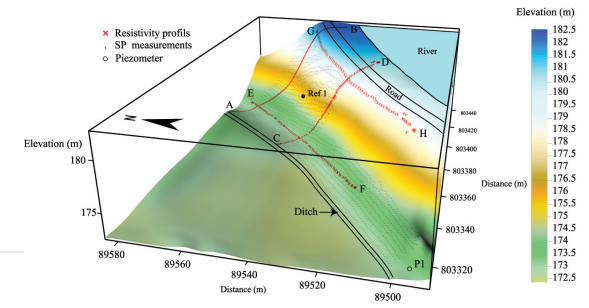 Elevation (m)
× Resistivity profils
. SP measurements
○ Piezometer
G
B
River
D
Ref 1
Road
E
A
H
C
N
Elevation (m)
180
175
F
Ditch
P1
89580
89560
89540
89520
89500
Distance (m)
803440
803420
803400
803380
803360
803340
803320
Distance (m)
182.5
182
181.5
181
180.5
180
179.5
179
178.5
178
177.5
177
176.5
176
175.5
175
174.5
174
173.5
173
172.5